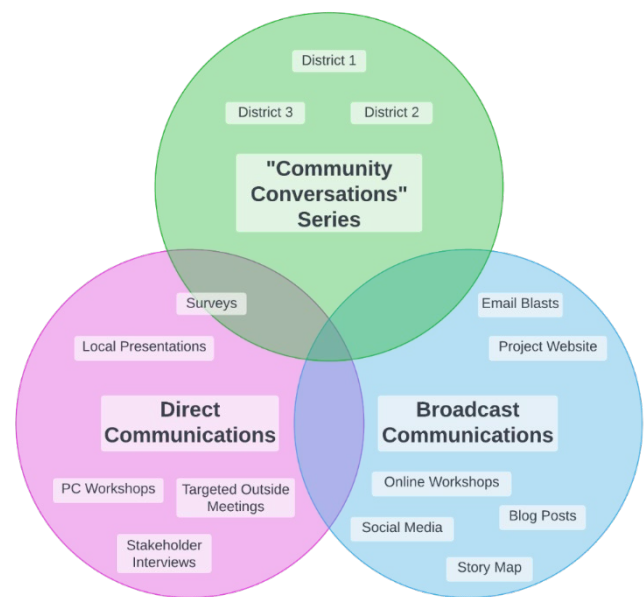 District 1
District 3
District 2
"Community
Conversations"
Series
Surveys
Local Presentations
Direct
Communications
PC Workshops
Targeted Outside
Meetings
Stakeholder
Interviews
Email Blasts
Project Website
Broadcast
Communications
Online Workshops
Social Media
Blog Posts
Story Map